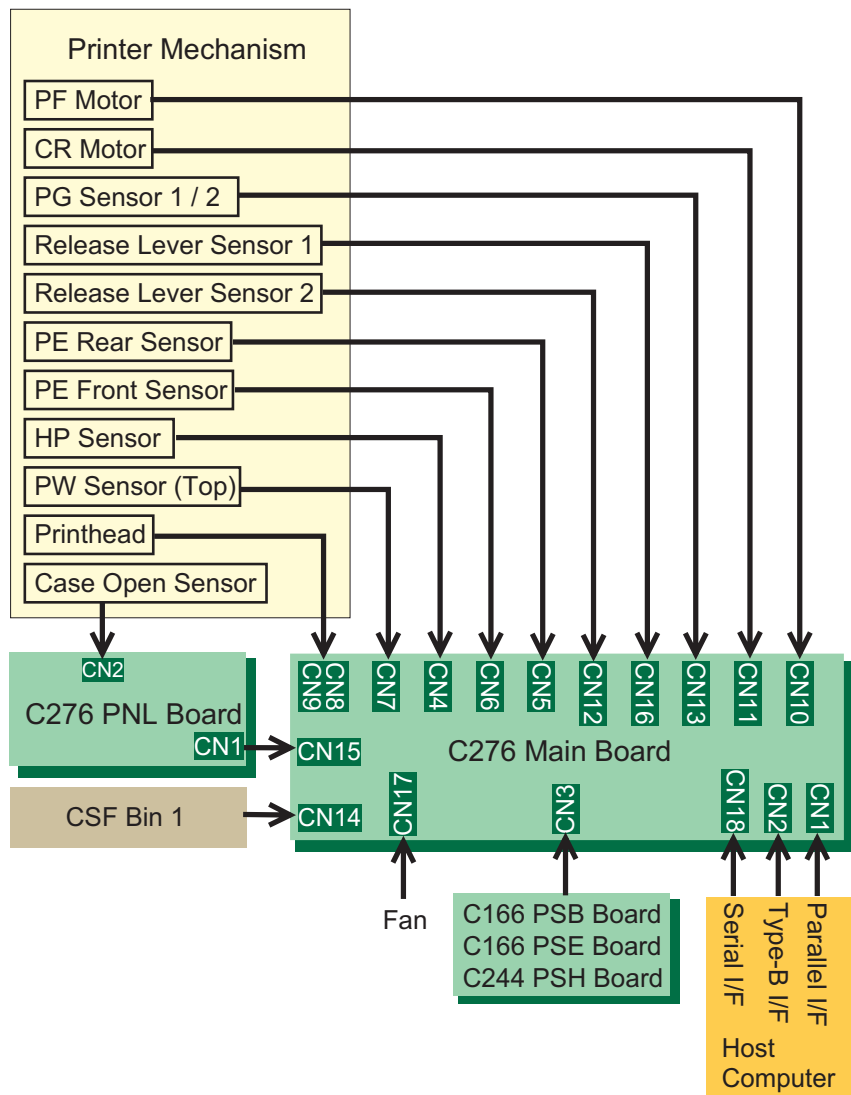 Printer Mechanism
PF Motor
CR Motor
PG Sensor 1 / 2
Release Lever Sensor 1
Release Lever Sensor 2
PE Rear Sensor
PE Front Sensor
HP Sensor
PW Sensor (Top)
Printhead
Case Open Sensor
CN2
C276 PNL Board
CN1
CN9
CN8
CN7
CN4
CN6
CN5
CN12
CN16
CN13
CN11
CN10
CN15
C276 Main Board
CSF Bin 1
CN14
CN17
CN3
CN18
CN2
CN1
Fan
C166 PSB Board
C166 PSE Board
C244 PSH Board
Serial I/F
Type-B I/F
Parallel I/F
Host
Computer